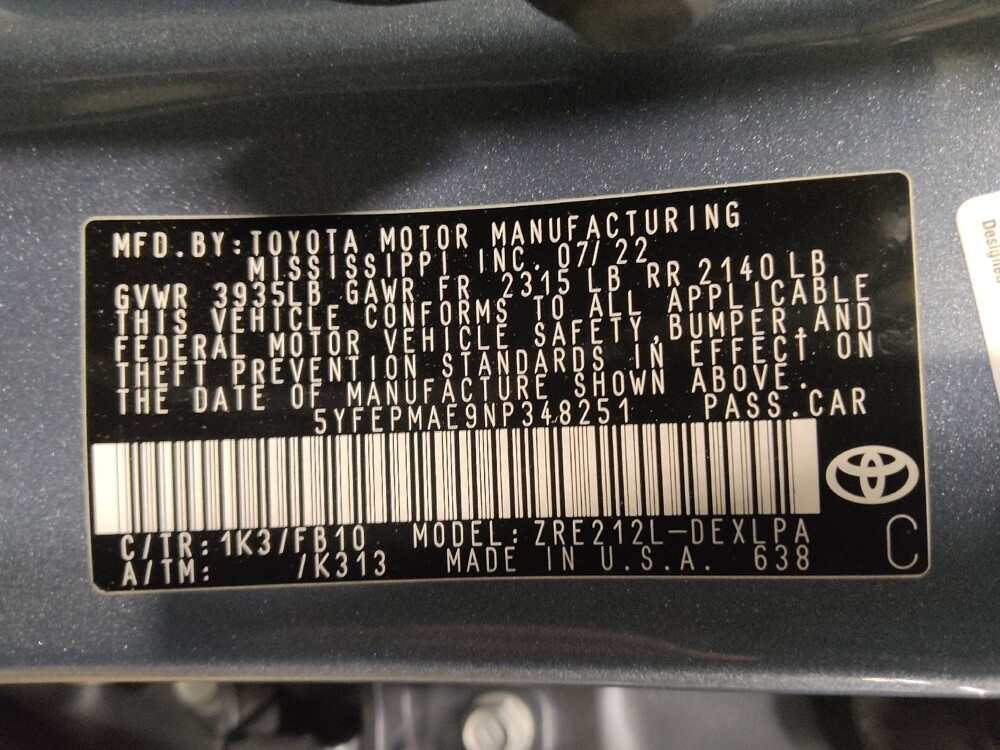 MFD.BY:TOYOTA MOTOR MANUFACTURING
MISSISSIPPI INC. 07/22
GVWR 3935LB GAWR FR 2315 LB RR 2140 LB
THIS VEHICLE CONFORMS TO ALL APPLICABLE
FEDERAL MOTOR VEHICLE SAFETY,BUMPER,AND
THEFT PREVENTION STANDARDS IN EFFECT ON
THE DATE OF MANUFACTURE SHOWN ABOVE.
5YFEPMAE9NP348251 PASS.CAR
C/TR:1K3/FB10 MODEL:ZRE212L-DEXLPA
A/TM: /K313 MADE IN U.S.A. 638
C